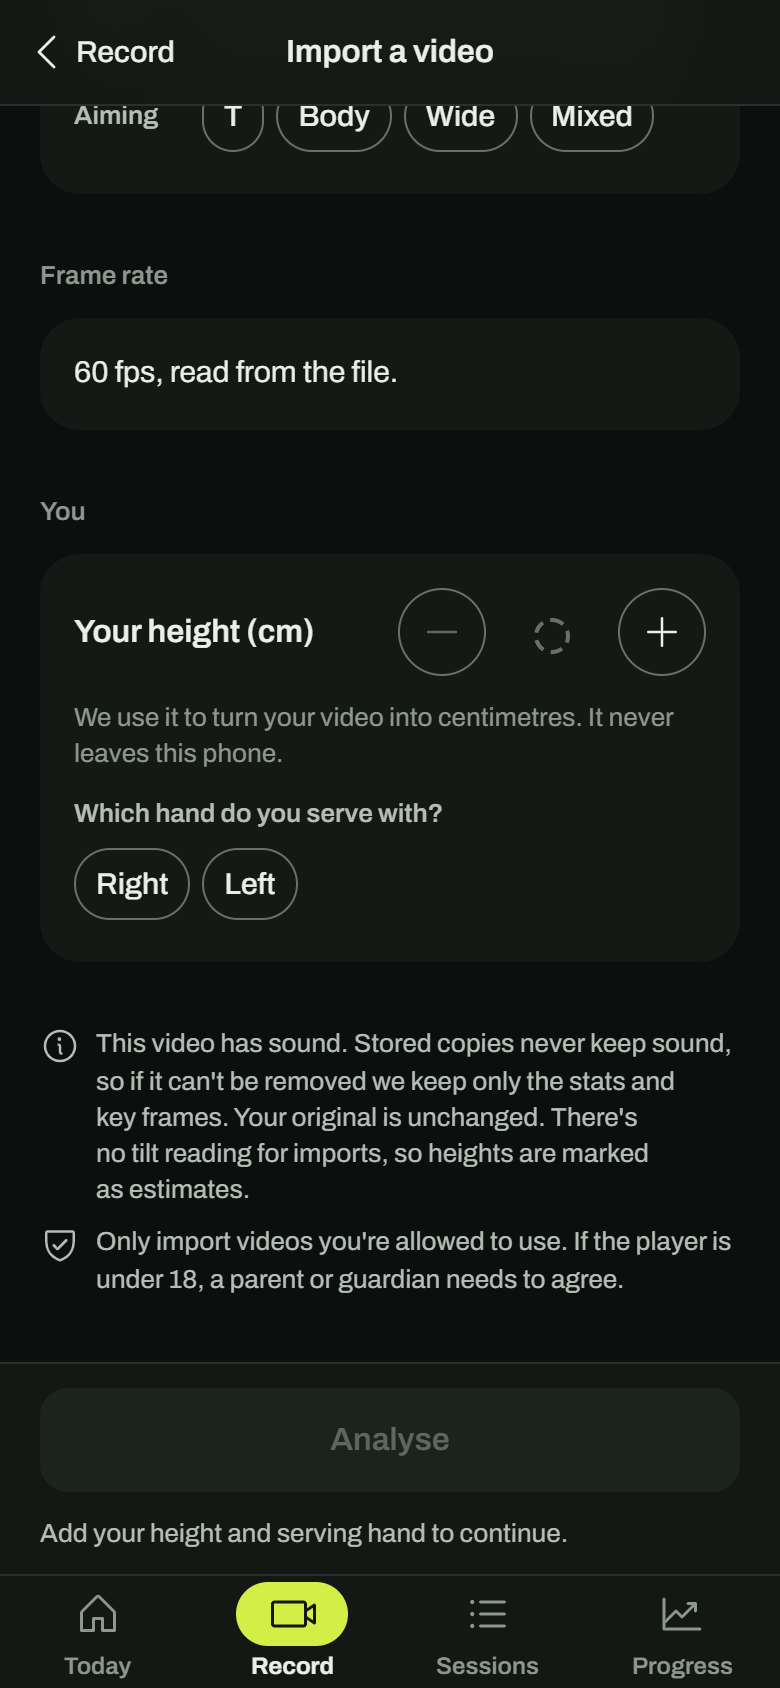 Record
Import a video
Aiming
T
Body
Wide
Mixed
Frame rate
60 fps, read from the file.
You
Your height (cm)
We use it to turn your video into centimetres. It never
leaves this phone.
Which hand do you serve with?
Right
Left
This video has sound. Stored copies never keep sound,
so if it can't be removed we keep only the stats and
key frames. Your original is unchanged. There's
no tilt reading for imports, so heights are marked
as estimates.
Only import videos you're allowed to use. If the player is
under 18, a parent or guardian needs to agree.
Analyse
Add your height and serving hand to continue.
Today
Record
Sessions
Progress